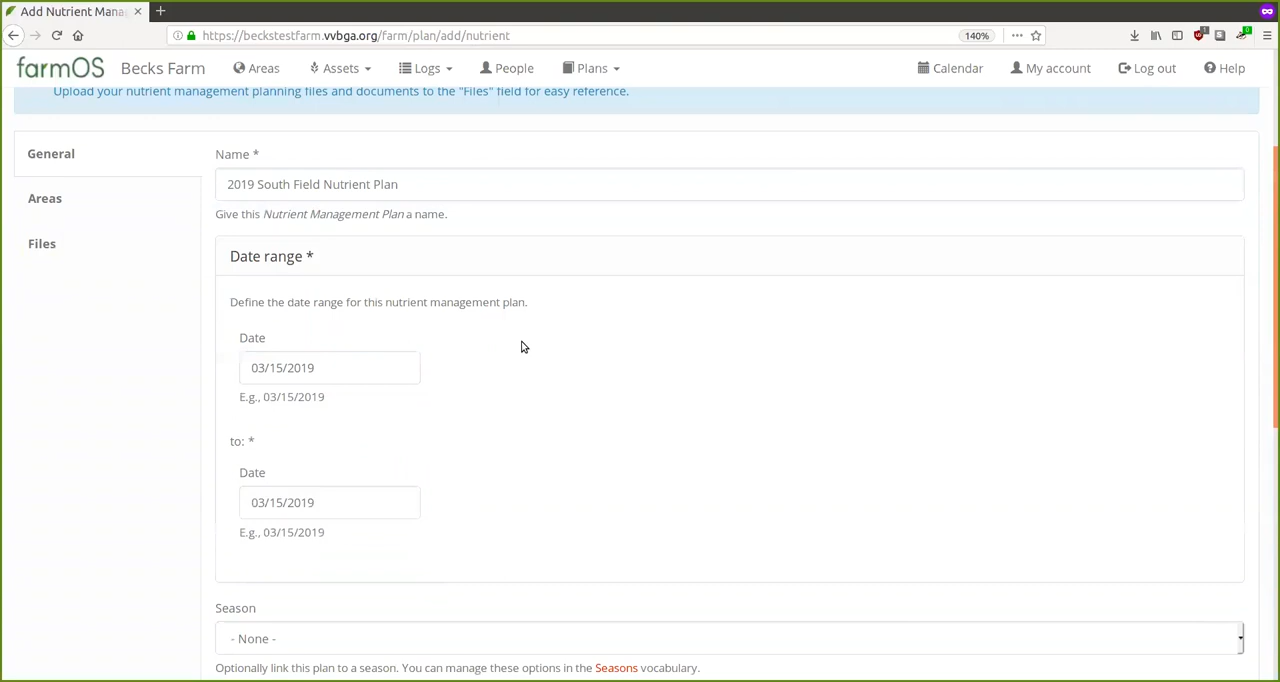 Add Nutrient Mana
https://beckstestfarm.vvbga.org/farm/plan/add/nutrient
140%
farmOS Becks Farm Areas Assets Logs People Plans Calendar My account Log out Help
Upload your nutrient management planning files and documents to the "Files" field for easy reference.
General
Areas
Files
Name *
2019 South Field Nutrient Plan
Give this Nutrient Management Plan a name.
Date range *
Define the date range for this nutrient management plan.
Date
03/15/2019
E.g., 03/15/2019
to: *
Date
03/15/2019
E.g., 03/15/2019
Season
- None -
Optionally link this plan to a season. You can manage these options in the Seasons vocabulary.